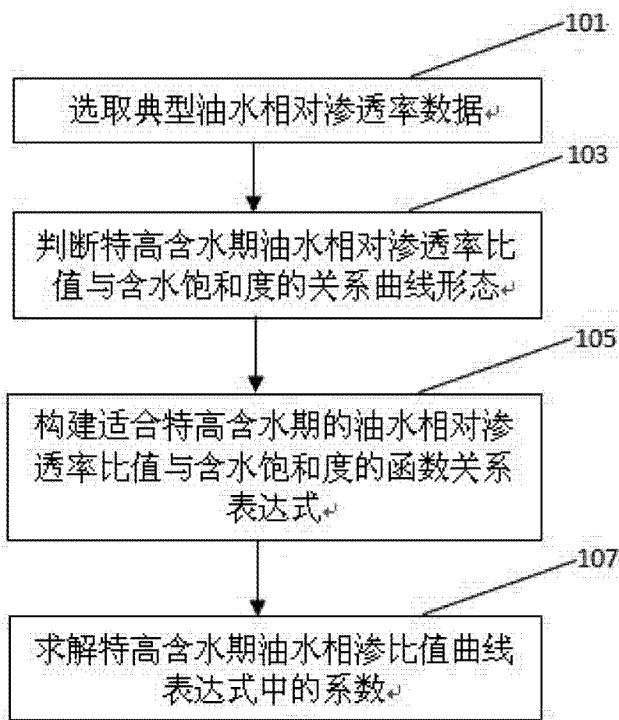 101
选取典型油水相对渗透率数据↵
103
判断特高含水期油水相对渗透率比
值与含水饱和度的关系曲线形态↵
105
构建适合特高含水期的油水相对渗
透率比值与含水饱和度的函数关系
表达式↵
107
求解特高含水期油水相渗比值曲线
表达式中的系数↵